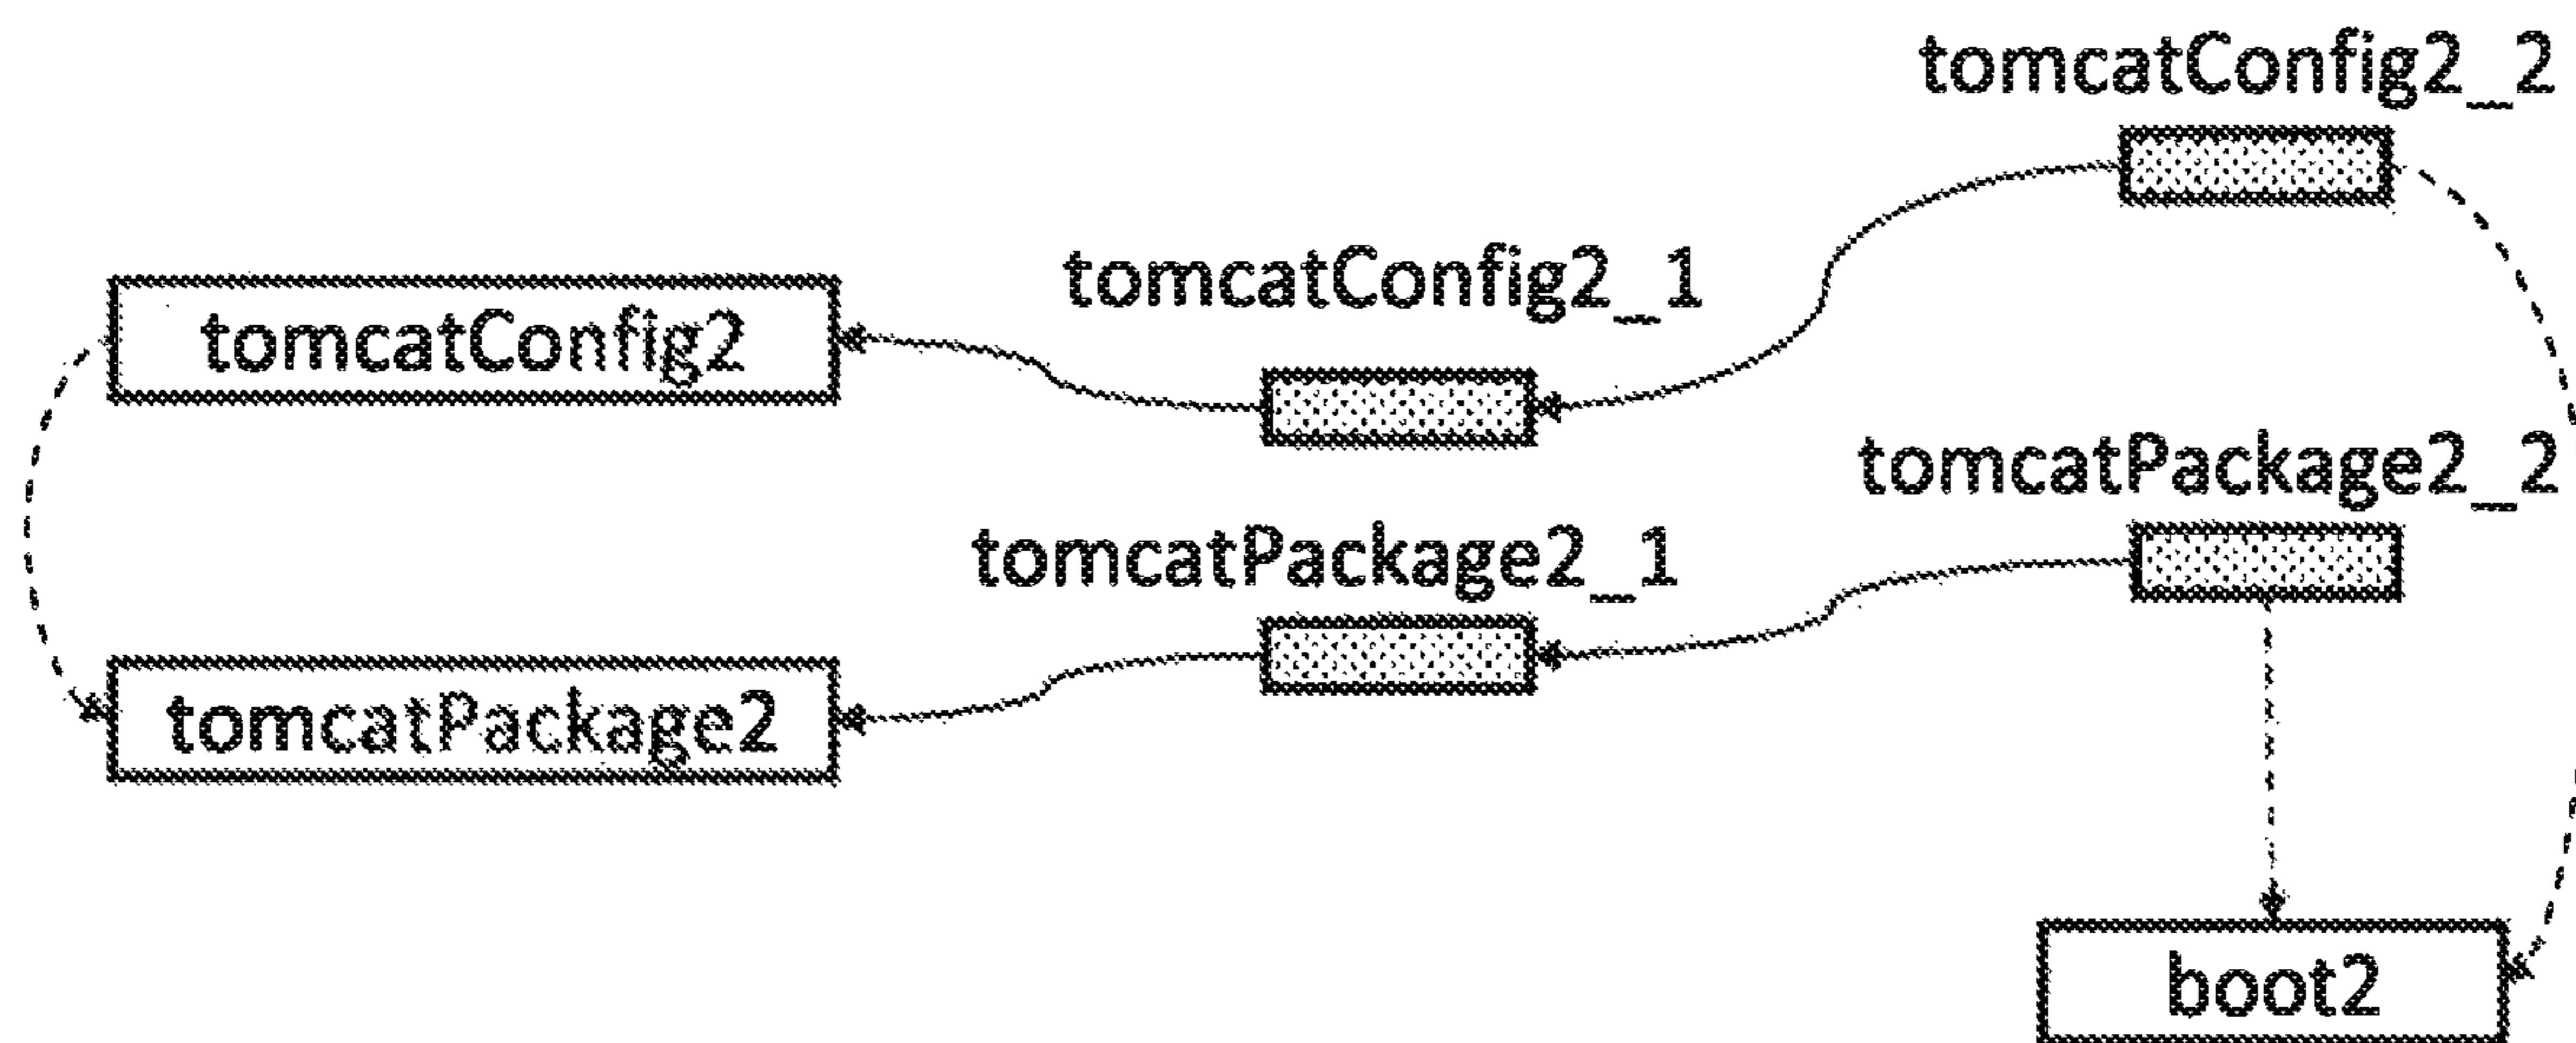 tomcatConfig2_2
tomcatConfig2_1
tomcatConfig2
tomcatPackage2_2
tomcatPackage2_1
tomcatPackage2
boot2